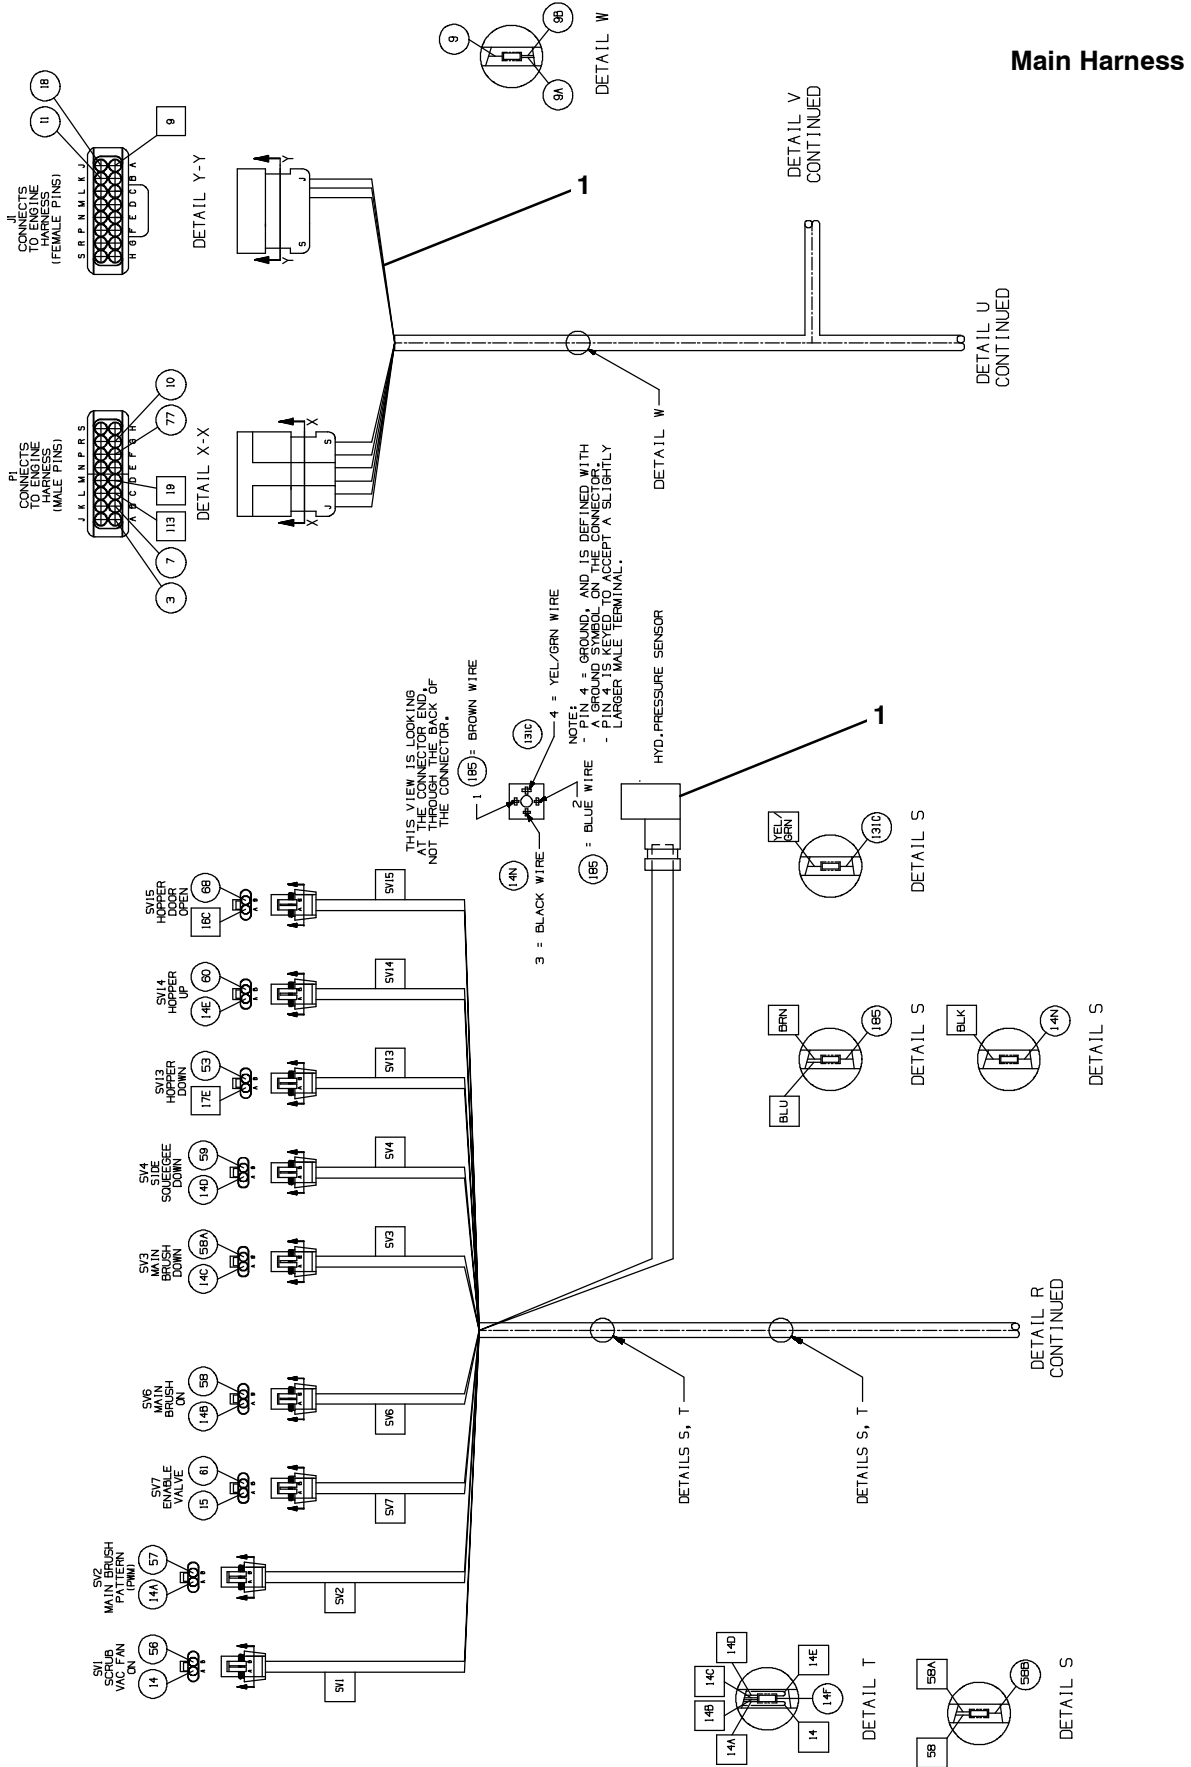 Main Harness
J1
CONNECTS
TO ENGINE
HARNESS
(FEMALE PINS)
11
18
9
S R P N M L K J
H G F E D C B A
DETAIL Y-Y
Y
Y
S
J
1
9
9A
9B
DETAIL W
P1
CONNECTS
TO ENGINE
HARNESS
(MALE PINS)
J K L M N P R S
A B C D E F G H
3
7
113
19
77
10
DETAIL X-X
X
X
J
S
DETAIL W
DETAIL V
CONTINUED
DETAIL U
CONTINUED
THIS VIEW IS LOOKING
AT THE CONNECTOR END,
NOT THROUGH THE BACK OF
THE CONNECTOR.
1
185
= BROWN WIRE
131C
4 = YEL/GRN WIRE
14N
3 = BLACK WIRE
2
185
= BLUE WIRE
NOTE:
- PIN 4 = GROUND, AND IS DEFINED WITH
A GROUND SYMBOL ON THE CONNECTOR.
- PIN 4 IS KEYED TO ACCEPT A SLIGHTLY
LARGER MALE TERMINAL.
HYD.PRESSURE SENSOR
1
SV1
SCRUB
VAC FAN
ON
14
56
A B
SV1
SV2
MAIN BRUSH
PATTERN
(PWM)
14A
57
A B
SV2
SV7
ENABLE
VALVE
15
61
A B
SV7
SV6
MAIN
BRUSH
ON
14B
58
A B
SV6
SV3
MAIN
BRUSH
DOWN
14C
58A
A B
SV3
SV4
SIDE
SQUEEGEE
DOWN
14D
59
A B
SV4
SV13
HOPPER
DOWN
17E
53
A B
SV13
SV14
HOPPER
UP
14E
60
A B
SV14
SV15
HOPPER
DOOR
OPEN
16C
68
A B
SV15
DETAILS S, T
DETAILS S, T
DETAIL R
CONTINUED
YEL/
GRN
131C
DETAIL S
BLU
BRN
185
DETAIL S
BLK
14N
DETAIL S
14A
14B
14C
14D
14
14F
14E
DETAIL T
58
58A
58B
DETAIL S